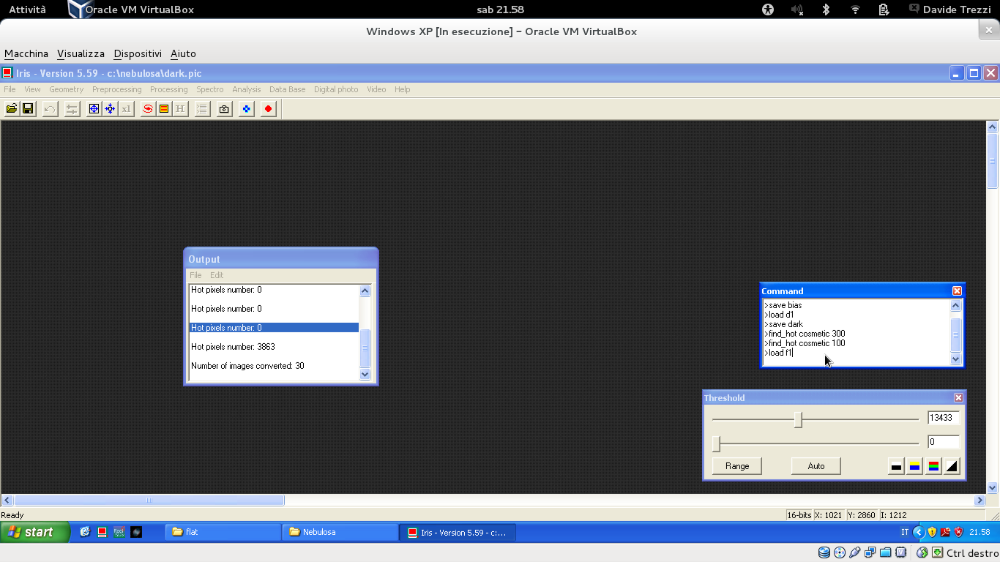 Attività Oracle VM VirtualBox sab 21.58 Davide Trezzi
Windows XP [In esecuzione] – Oracle VM VirtualBox
Macchina Visualizza Dispositivi Aiuto
Iris - Version 5.59 - c:\nebulosa\dark.pic
File View Geometry Preprocessing Processing Spectro Analysis Data Base Digital photo Video Help
x1 H
Output
File Edit
Hot pixels number: 0
Hot pixels number: 0
Hot pixels number: 0
Hot pixels number: 3863
Number of images converted: 30
Command
>save bias
>load d1
>save dark
>find_hot cosmetic 300
>find_hot cosmetic 100
>load f1
Threshold
13433
0
Range Auto
Ready 16-bits X: 1021 Y: 2860 I: 1212
start flat Nebulosa Iris - Version 5.59 - c:... IT 21.58
Ctrl destro